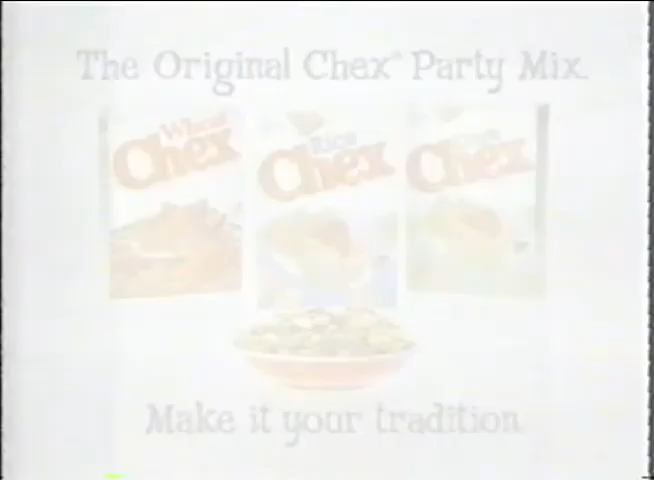 The Original Chex® Party Mix.
Wheat
Chex
Rice
Chex
Chex
Make it your tradition.